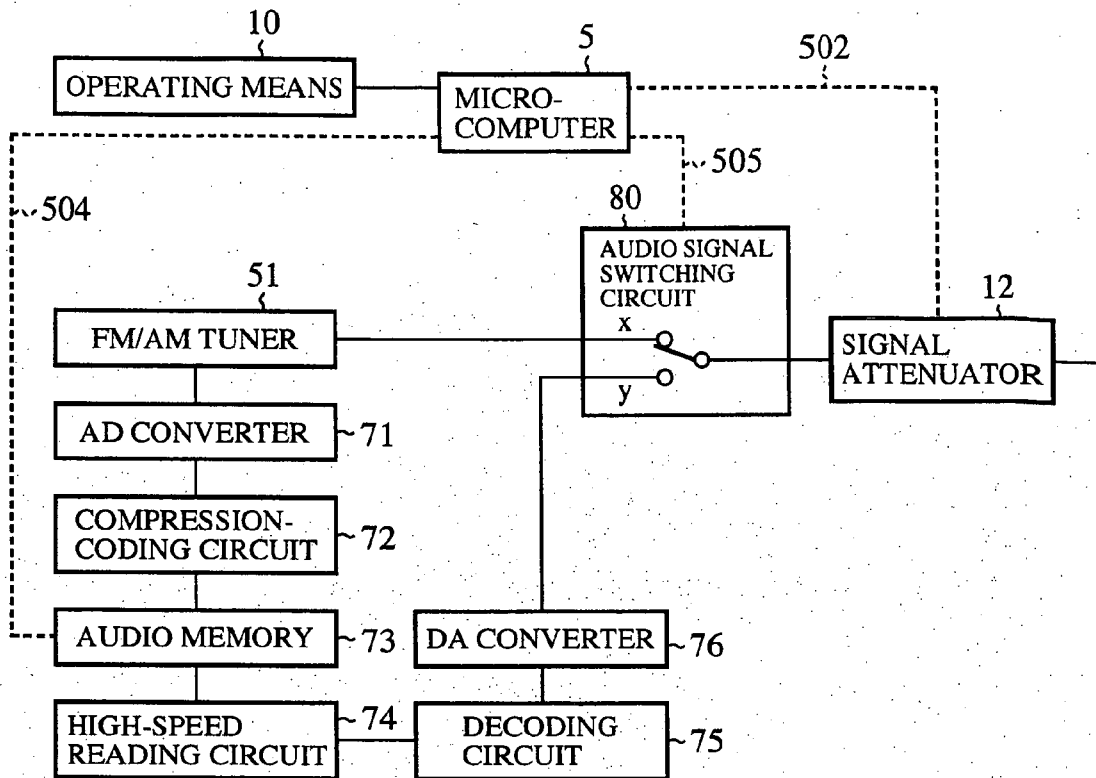 10
OPERATING MEANS
5
MICRO-
COMPUTER
502
504
505
80
AUDIO SIGNAL
SWITCHING
CIRCUIT
x
y
51
FM/AM TUNER
12
SIGNAL
ATTENUATOR
AD CONVERTER
71
COMPRESSION-
CODING CIRCUIT
72
AUDIO MEMORY
73
DA CONVERTER
76
HIGH-SPEED
READING CIRCUIT
74
DECODING
CIRCUIT
75